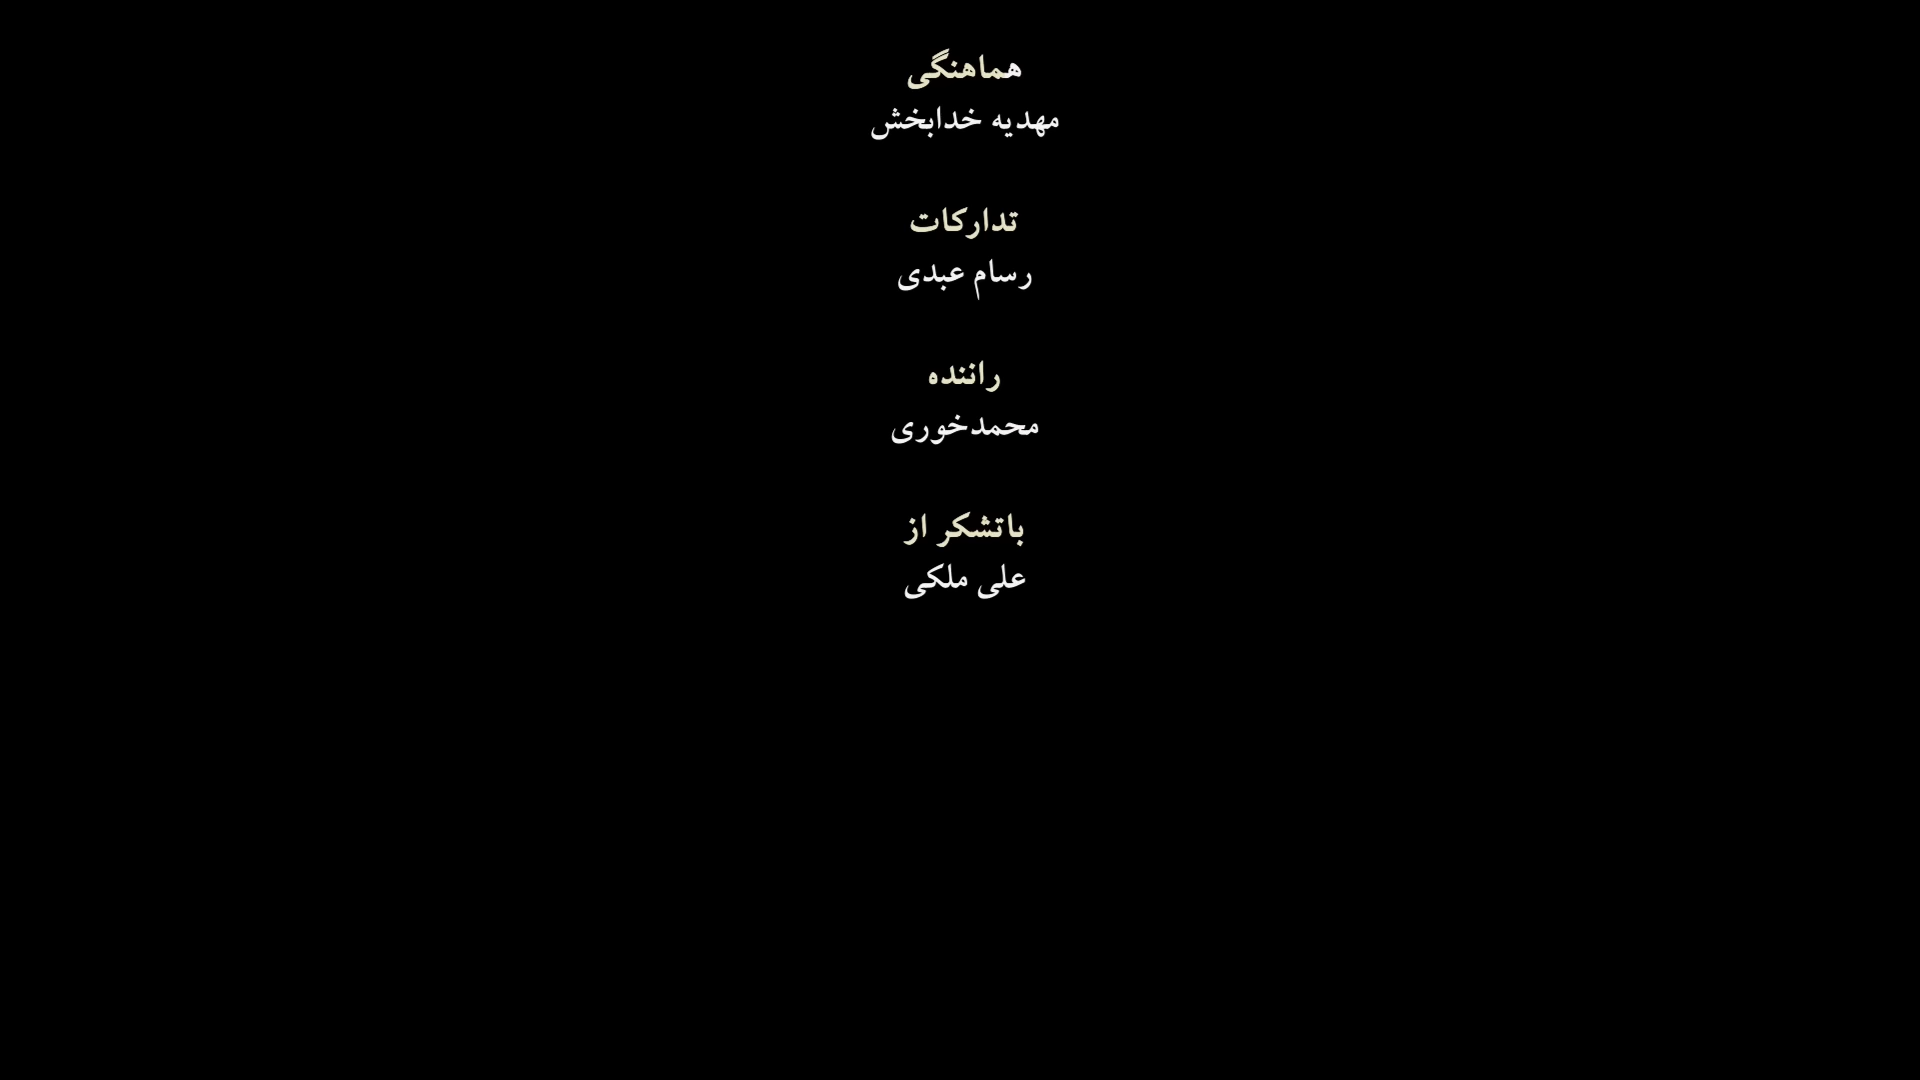 هماهنگی
مهدیه خدابخش
تدارکات
رسام عبدی
راننده
محمدخوری
باتشکر از
علی ملکی